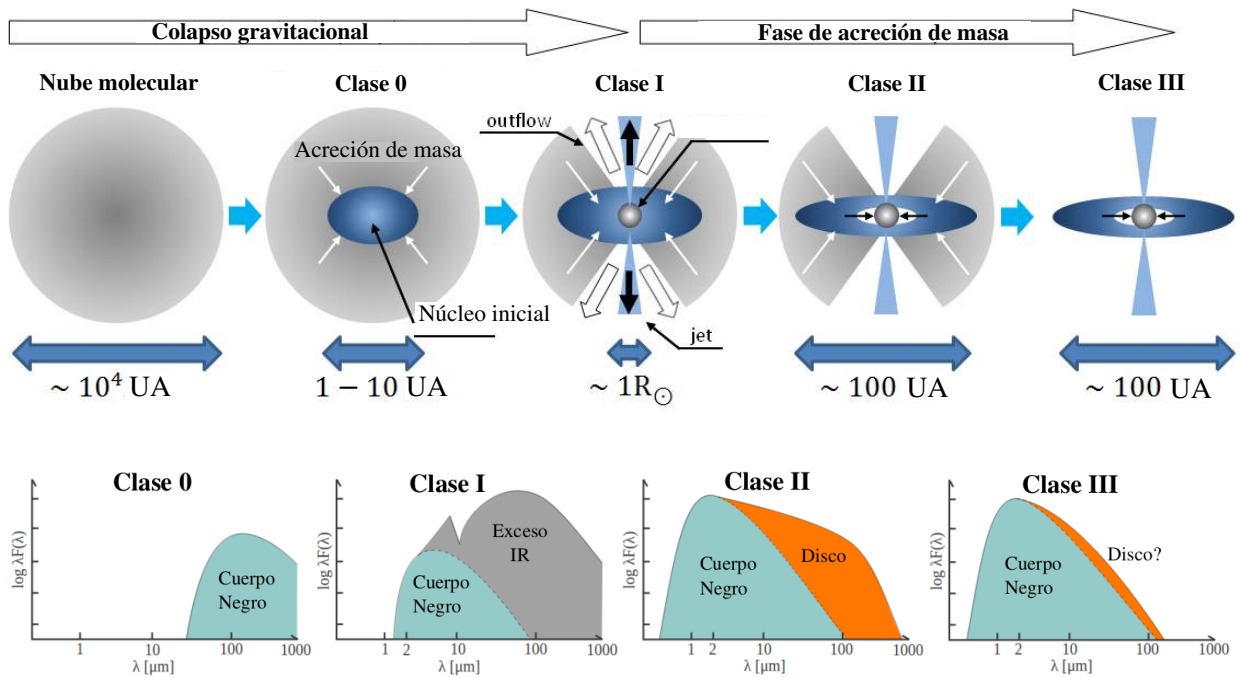 Colapso gravitacional
Fase de acreción de masa
Nube molecular
Clase 0
Clase I
Clase II
Clase III
outflow
Acreción de masa
Núcleo inicial
jet
~ 10⁴ UA
1 − 10 UA
~ 1R☉
~ 100 UA
~ 100 UA
Clase 0
log λF(λ)
Cuerpo
Negro
1 10 100 1000
λ [μm]
Clase I
log λF(λ)
Exceso
IR
Cuerpo
Negro
1 2 10 100 1000
λ [μm]
Clase II
log λF(λ)
Cuerpo
Negro
Disco
1 2 10 100 1000
λ [μm]
Clase III
log λF(λ)
Cuerpo
Negro
Disco?
1 2 10 100 1000
λ [μm]